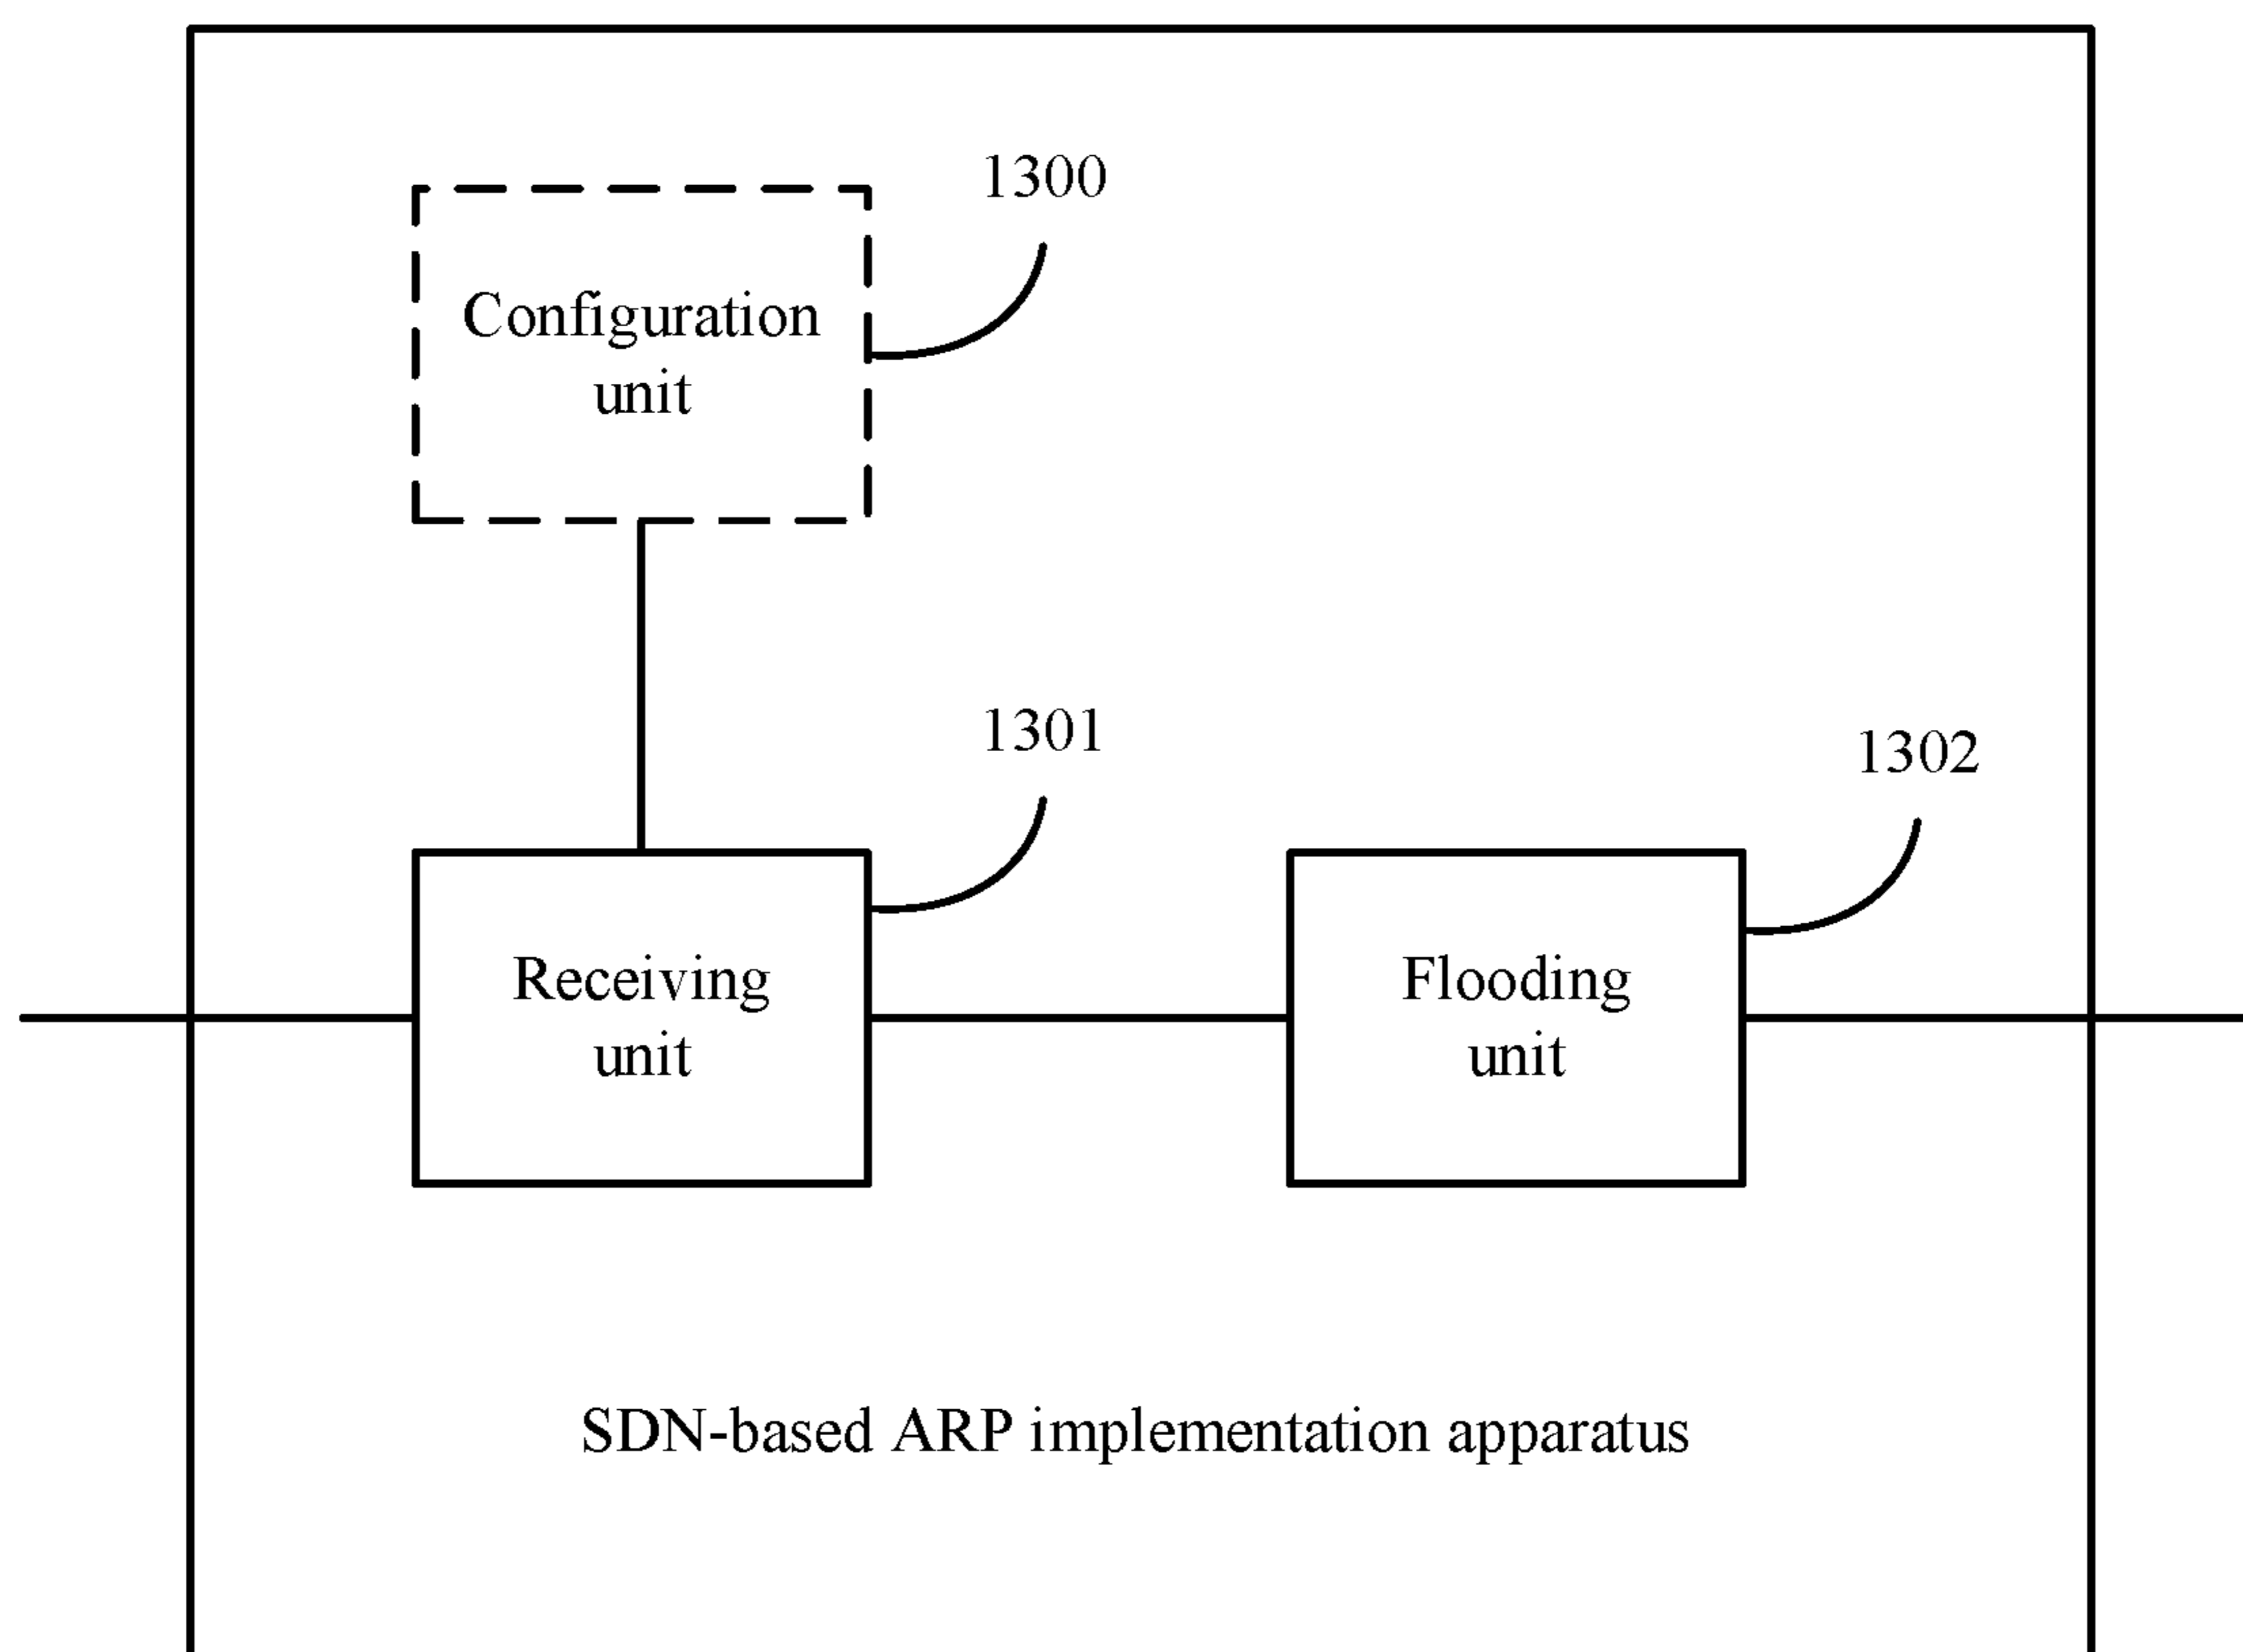 1300
Configuration
unit
1301
1302
Receiving
unit
Flooding
unit
SDN-based ARP implementation apparatus